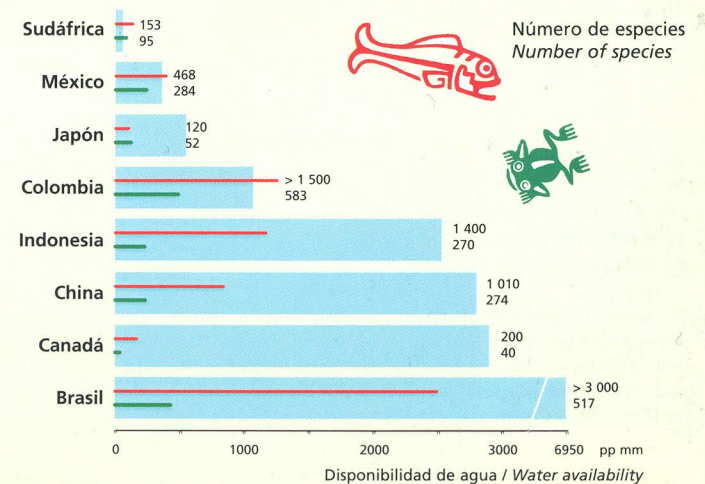 Número de especies
Number of species
Sudáfrica
153
95
México
468
284
Japón
120
52
Colombia
> 1 500
583
Indonesia
1 400
270
China
1 010
274
Canadá
200
40
Brasil
> 3 000
517
0 1000 2000 3000 6950 pp mm
Disponibilidad de agua / Water availability